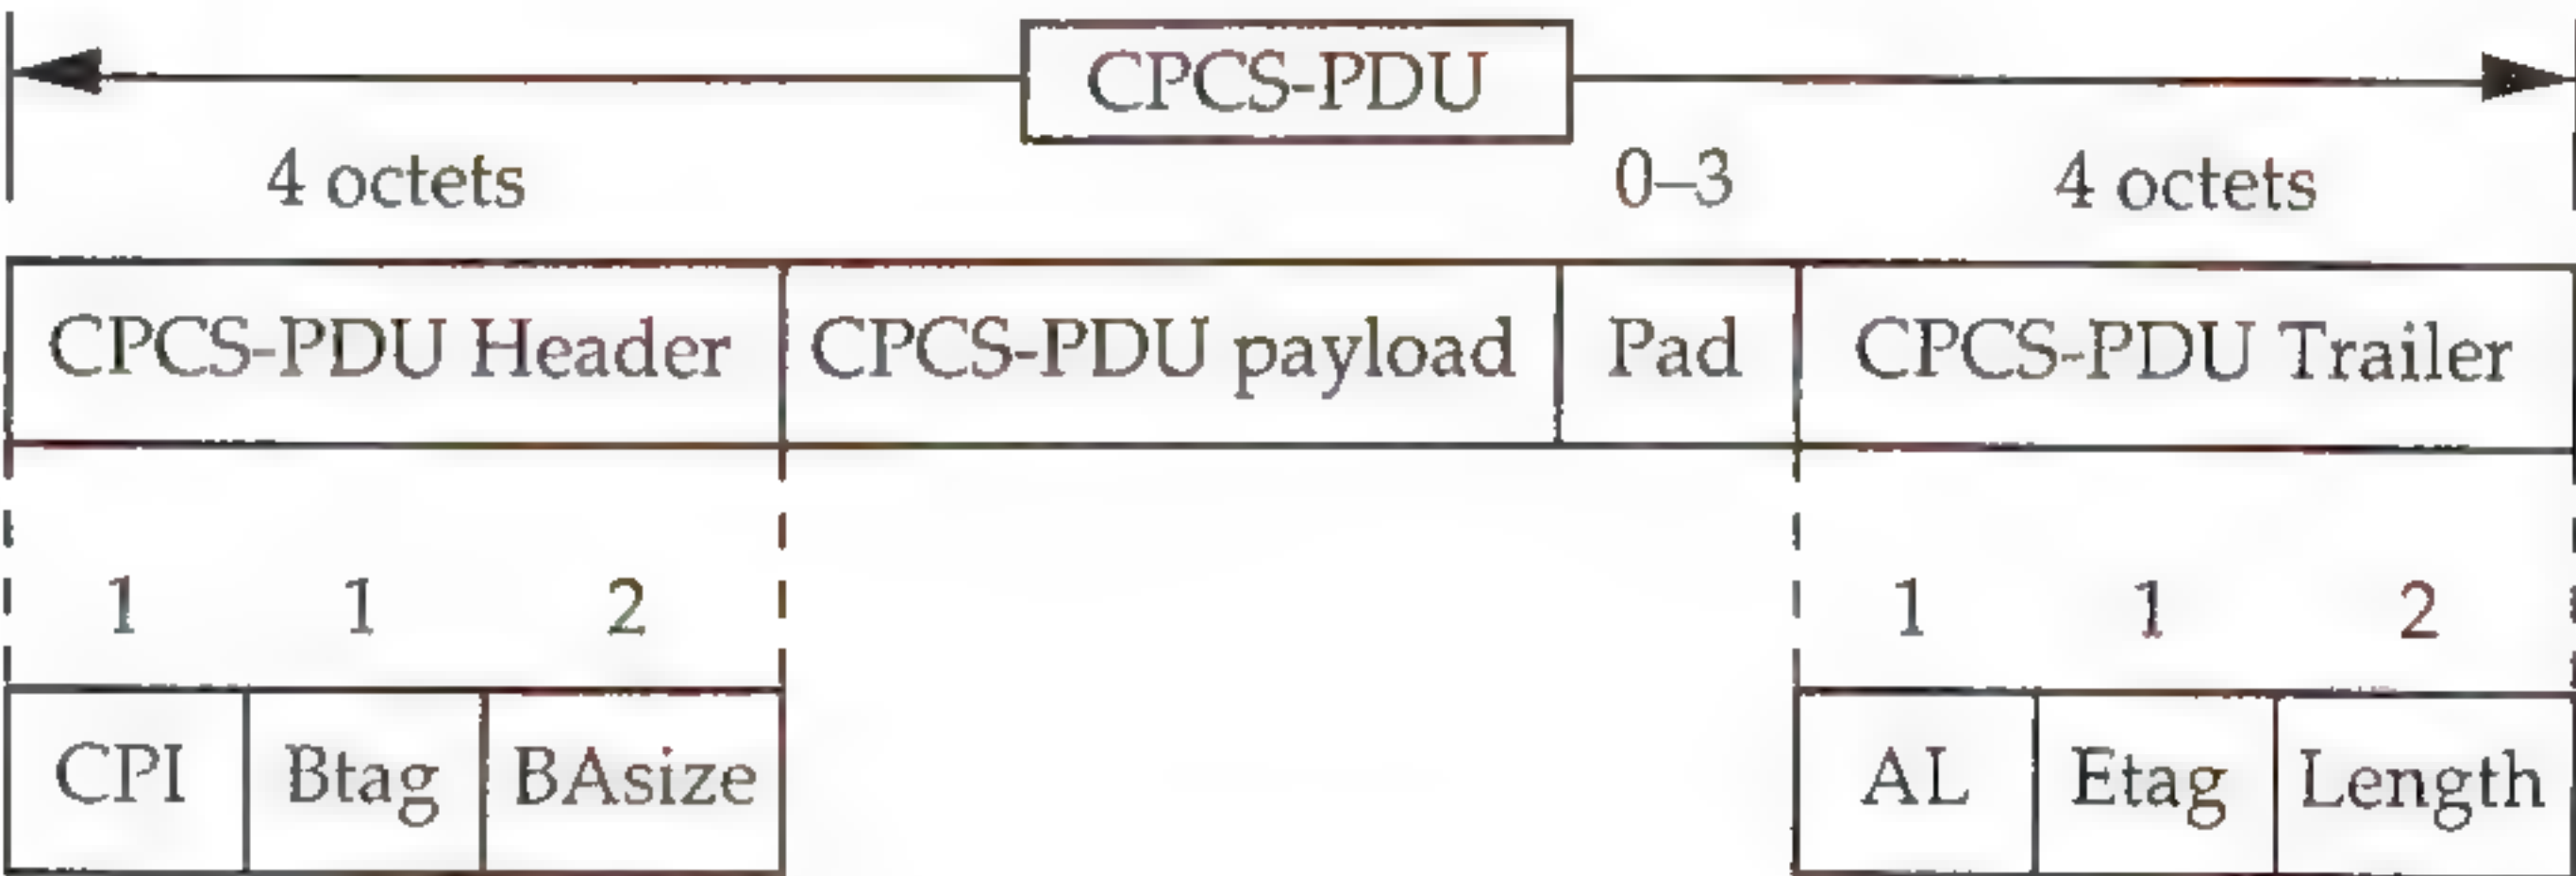 CPCS-PDU
4 octets 0–3 4 octets
CPCS-PDU Header CPCS-PDU payload Pad CPCS-PDU Trailer
1 1 2 1 1 2
CPI Btag BAsize AL Etag Length